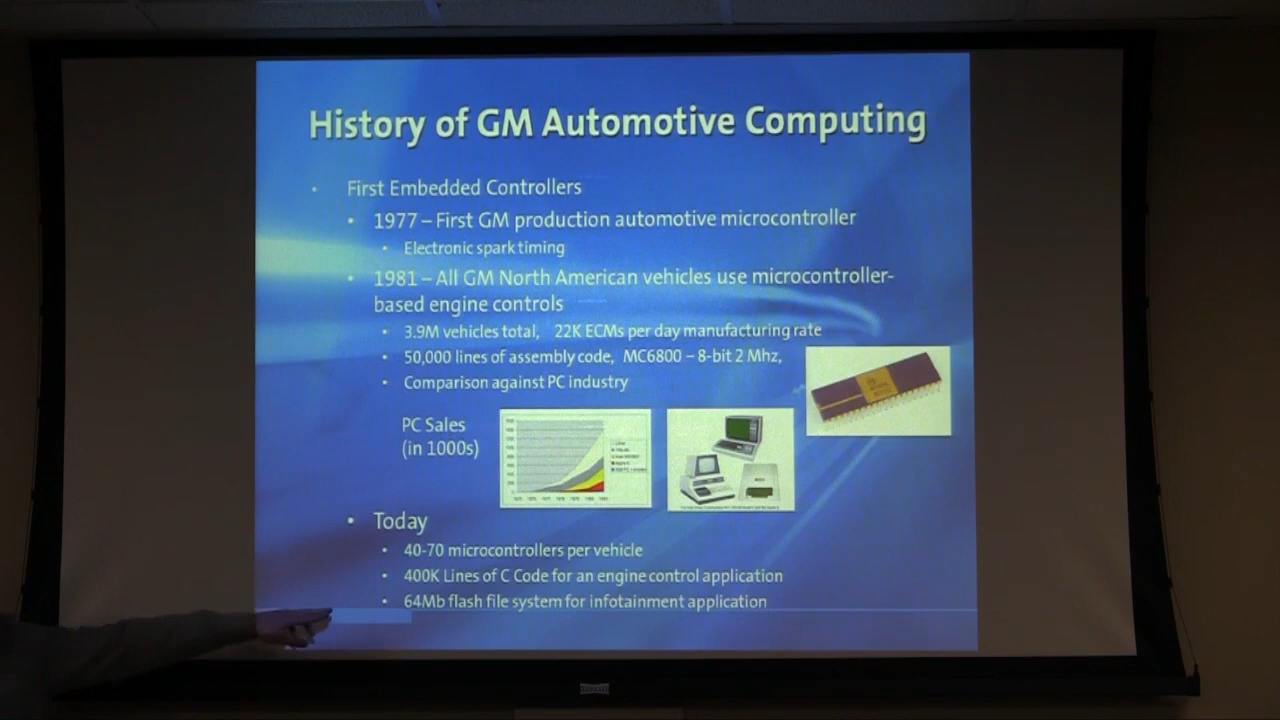 History of GM Automotive Computing
• First Embedded Controllers
• 1977 – First GM production automotive microcontroller
• Electronic spark timing
• 1981 – All GM North American vehicles use microcontroller-
based engine controls
• 3.9M vehicles total, 22K ECMs per day manufacturing rate
• 50,000 lines of assembly code, MC6800 – 8-bit 2 Mhz,
• Comparison against PC industry
PC Sales
(in 1000s)
• Today
• 40-70 microcontrollers per vehicle
• 400K Lines of C Code for an engine control application
• 64Mb flash file system for infotainment application